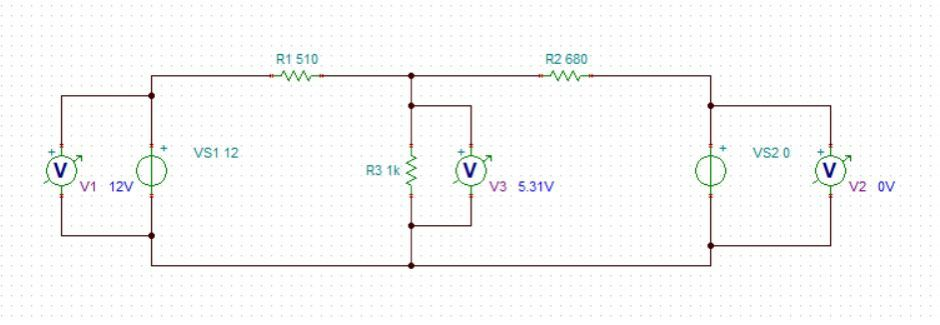 R1 510
R2 680
VS1 12
VS2 0
R3 1k
V
V
V
V1 12V
V3 5.31V
V2 0V